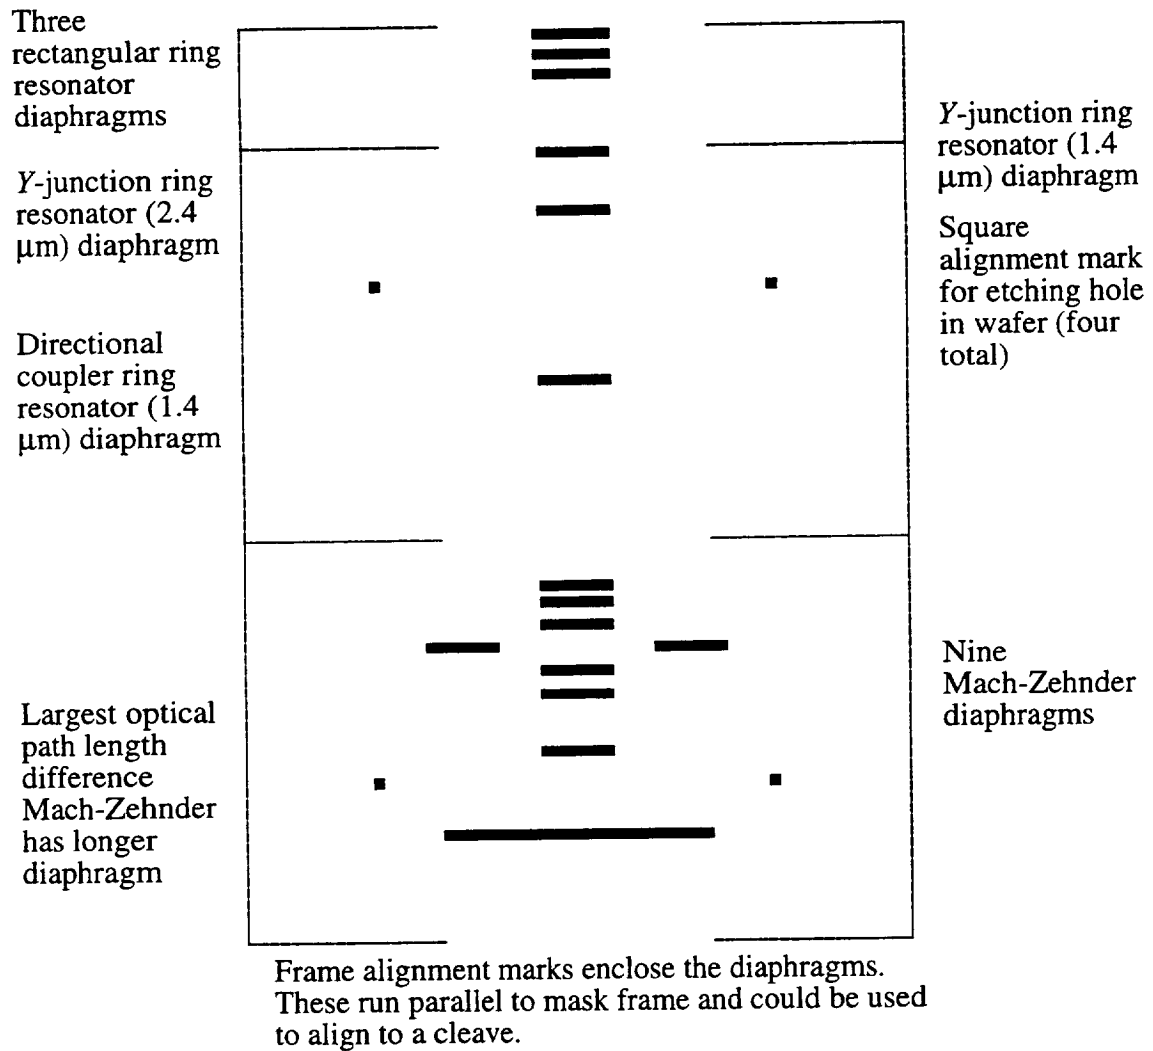 Three
rectangular ring
resonator
diaphragms
Y-junction ring
resonator (2.4
μm) diaphragm
Directional
coupler ring
resonator (1.4
μm) diaphragm
Largest optical
path length
difference
Mach-Zehnder
has longer
diaphragm
Y-junction ring
resonator (1.4
μm) diaphragm
Square
alignment mark
for etching hole
in wafer (four
total)
Nine
Mach-Zehnder
diaphragms
Frame alignment marks enclose the diaphragms.
These run parallel to mask frame and could be used
to align to a cleave.